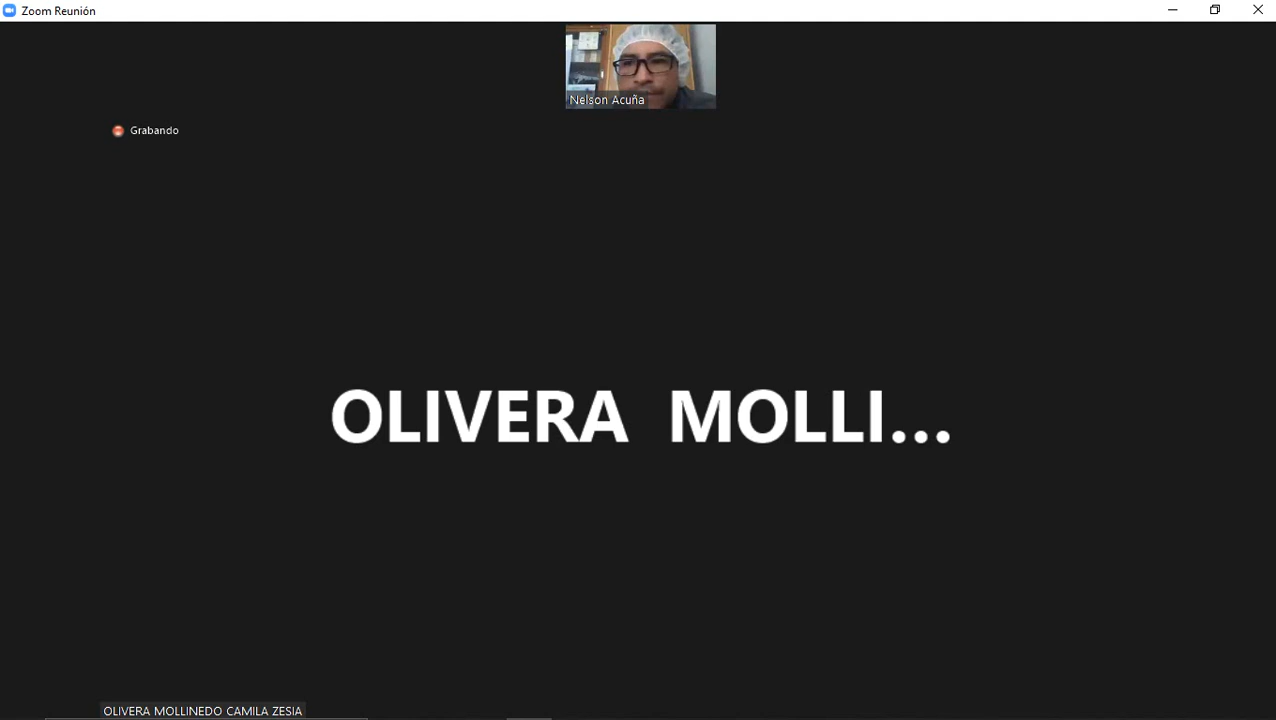 Zoom Reunión
Nelson Acuña
Grabando
OLIVERA MOLLI...
OLIVERA MOLLINEDO CAMILA ZESIA